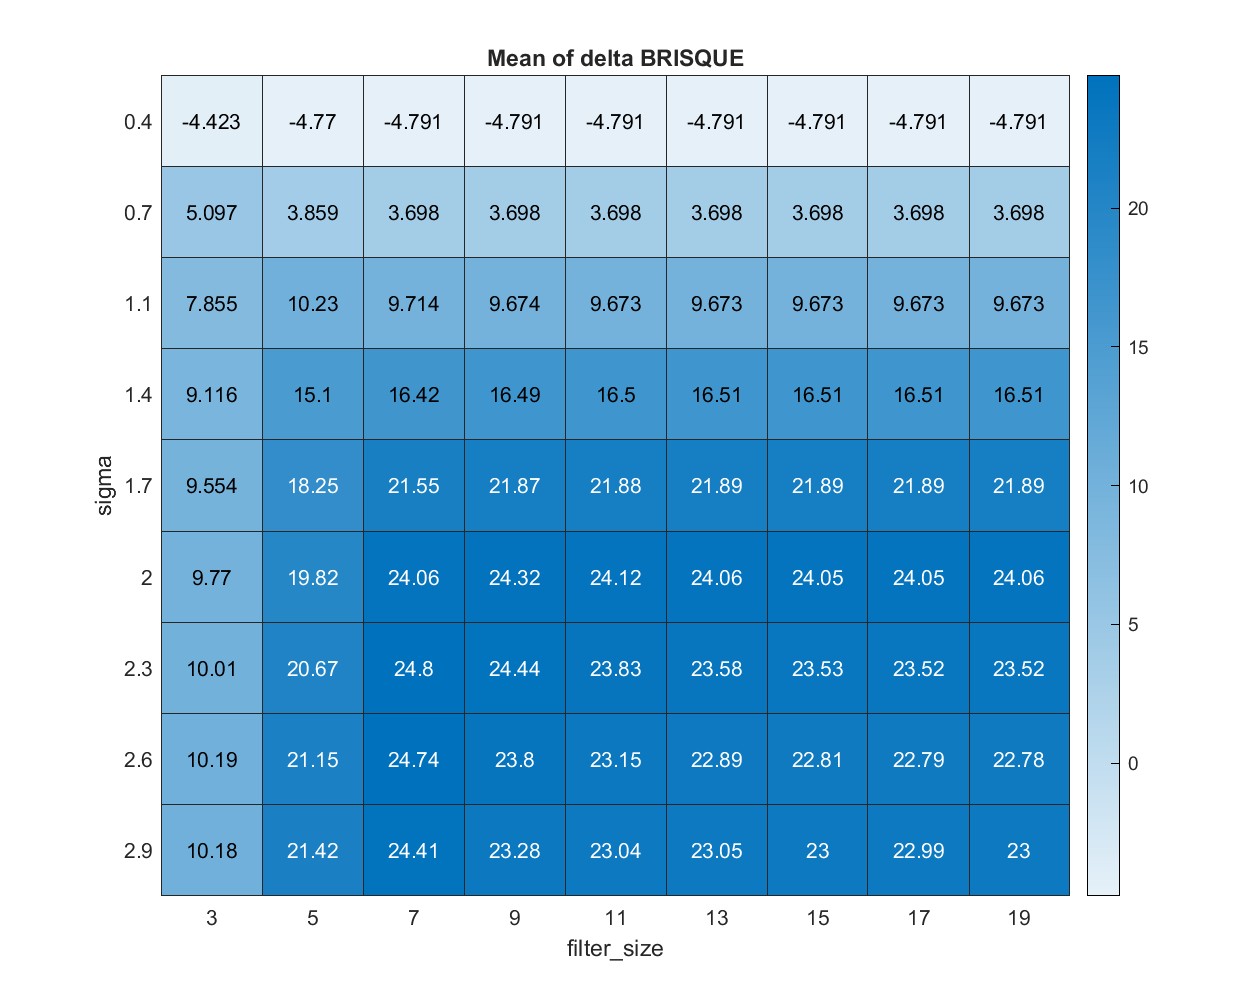 Mean of delta BRISQUE
0.4 -4.423 -4.77 -4.791 -4.791 -4.791 -4.791 -4.791 -4.791 -4.791
0.7 5.097 3.859 3.698 3.698 3.698 3.698 3.698 3.698 3.698
1.1 7.855 10.23 9.714 9.674 9.673 9.673 9.673 9.673 9.673
1.4 9.116 15.1 16.42 16.49 16.5 16.51 16.51 16.51 16.51
1.7 9.554 18.25 21.55 21.87 21.88 21.89 21.89 21.89 21.89
2 9.77 19.82 24.06 24.32 24.12 24.06 24.05 24.05 24.06
2.3 10.01 20.67 24.8 24.44 23.83 23.58 23.53 23.52 23.52
2.6 10.19 21.15 24.74 23.8 23.15 22.89 22.81 22.79 22.78
2.9 10.18 21.42 24.41 23.28 23.04 23.05 23 22.99 23
sigma
3 5 7 9 11 13 15 17 19
filter_size
20
15
10
5
0